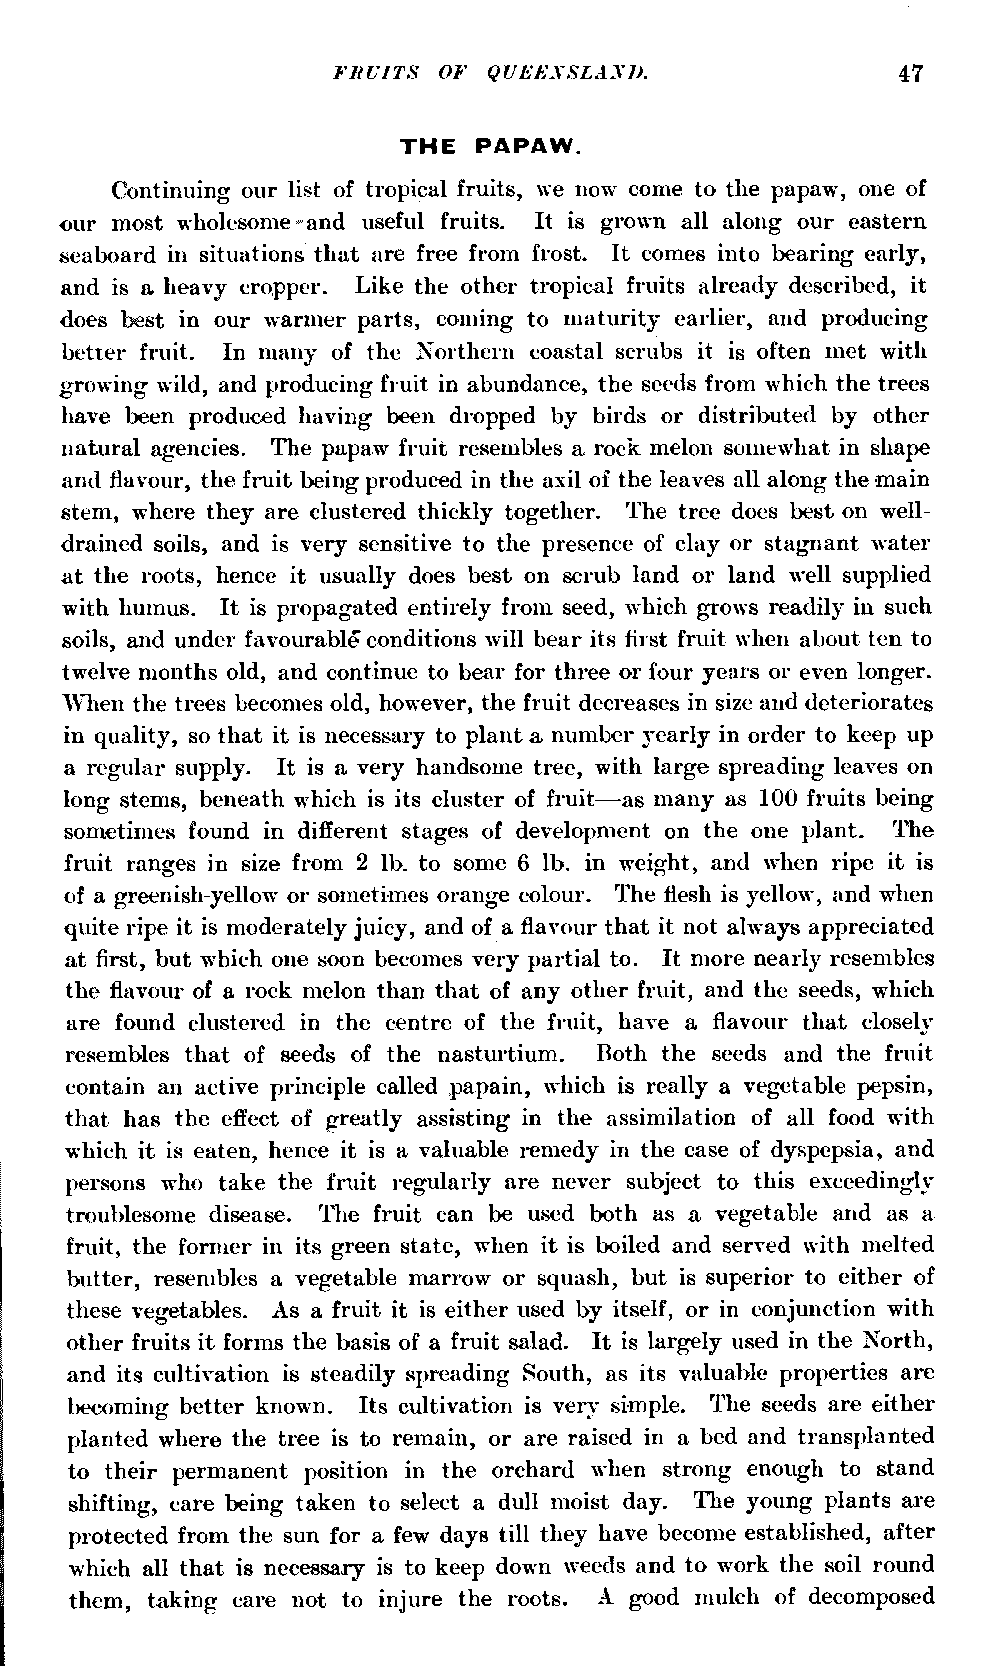 FRUITS OF QUEENSLAND. 47
THE PAPAW.
Continuing our list of tropical fruits, we now come to the papaw, one of
our most wholesome and useful fruits. It is grown all along our eastern
seaboard in situations that are free from frost. It comes into bearing early,
and is a heavy cropper. Like the other tropical fruits already described, it
does best in our warmer parts, coming to maturity earlier, and producing
better fruit. In many of the Northern coastal scrubs it is often met with
growing wild, and producing fruit in abundance, the seeds from which the trees
have been produced having been dropped by birds or distributed by other
natural agencies. The papaw fruit resembles a rock melon somewhat in shape
and flavour, the fruit being produced in the axil of the leaves all along the main
stem, where they are clustered thickly together. The tree does best on well-
drained soils, and is very sensitive to the presence of clay or stagnant water
at the roots, hence it usually does best on scrub land or land well supplied
with humus. It is propagated entirely from seed, which grows readily in such
soils, and under favourable conditions will bear its first fruit when about ten to
twelve months old, and continue to bear for three or four years or even longer.
When the trees becomes old, however, the fruit decreases in size and deteriorates
in quality, so that it is necessary to plant a number yearly in order to keep up
a regular supply. It is a very handsome tree, with large spreading leaves on
long stems, beneath which is its cluster of fruit—as many as 100 fruits being
sometimes found in different stages of development on the one plant. The
fruit ranges in size from 2 lb. to some 6 lb. in weight, and when ripe it is
of a greenish-yellow or sometimes orange colour. The flesh is yellow, and when
quite ripe it is moderately juicy, and of a flavour that it not always appreciated
at first, but which one soon becomes very partial to. It more nearly resembles
the flavour of a rock melon than that of any other fruit, and the seeds, which
are found clustered in the centre of the fruit, have a flavour that closely
resembles that of seeds of the nasturtium. Both the seeds and the fruit
contain an active principle called papain, which is really a vegetable pepsin,
that has the effect of greatly assisting in the assimilation of all food with
which it is eaten, hence it is a valuable remedy in the case of dyspepsia, and
persons who take the fruit regularly are never subject to this exceedingly
troublesome disease. The fruit can be used both as a vegetable and as a
fruit, the former in its green state, when it is boiled and served with melted
butter, resembles a vegetable marrow or squash, but is superior to either of
these vegetables. As a fruit it is either used by itself, or in conjunction with
other fruits it forms the basis of a fruit salad. It is largely used in the North,
and its cultivation is steadily spreading South, as its valuable properties are
becoming better known. Its cultivation is very simple. The seeds are either
planted where the tree is to remain, or are raised in a bed and transplanted
to their permanent position in the orchard when strong enough to stand
shifting, care being taken to select a dull moist day. The young plants are
protected from the sun for a few days till they have become established, after
which all that is necessary is to keep down weeds and to work the soil round
them, taking care not to injure the roots. A good mulch of decomposed